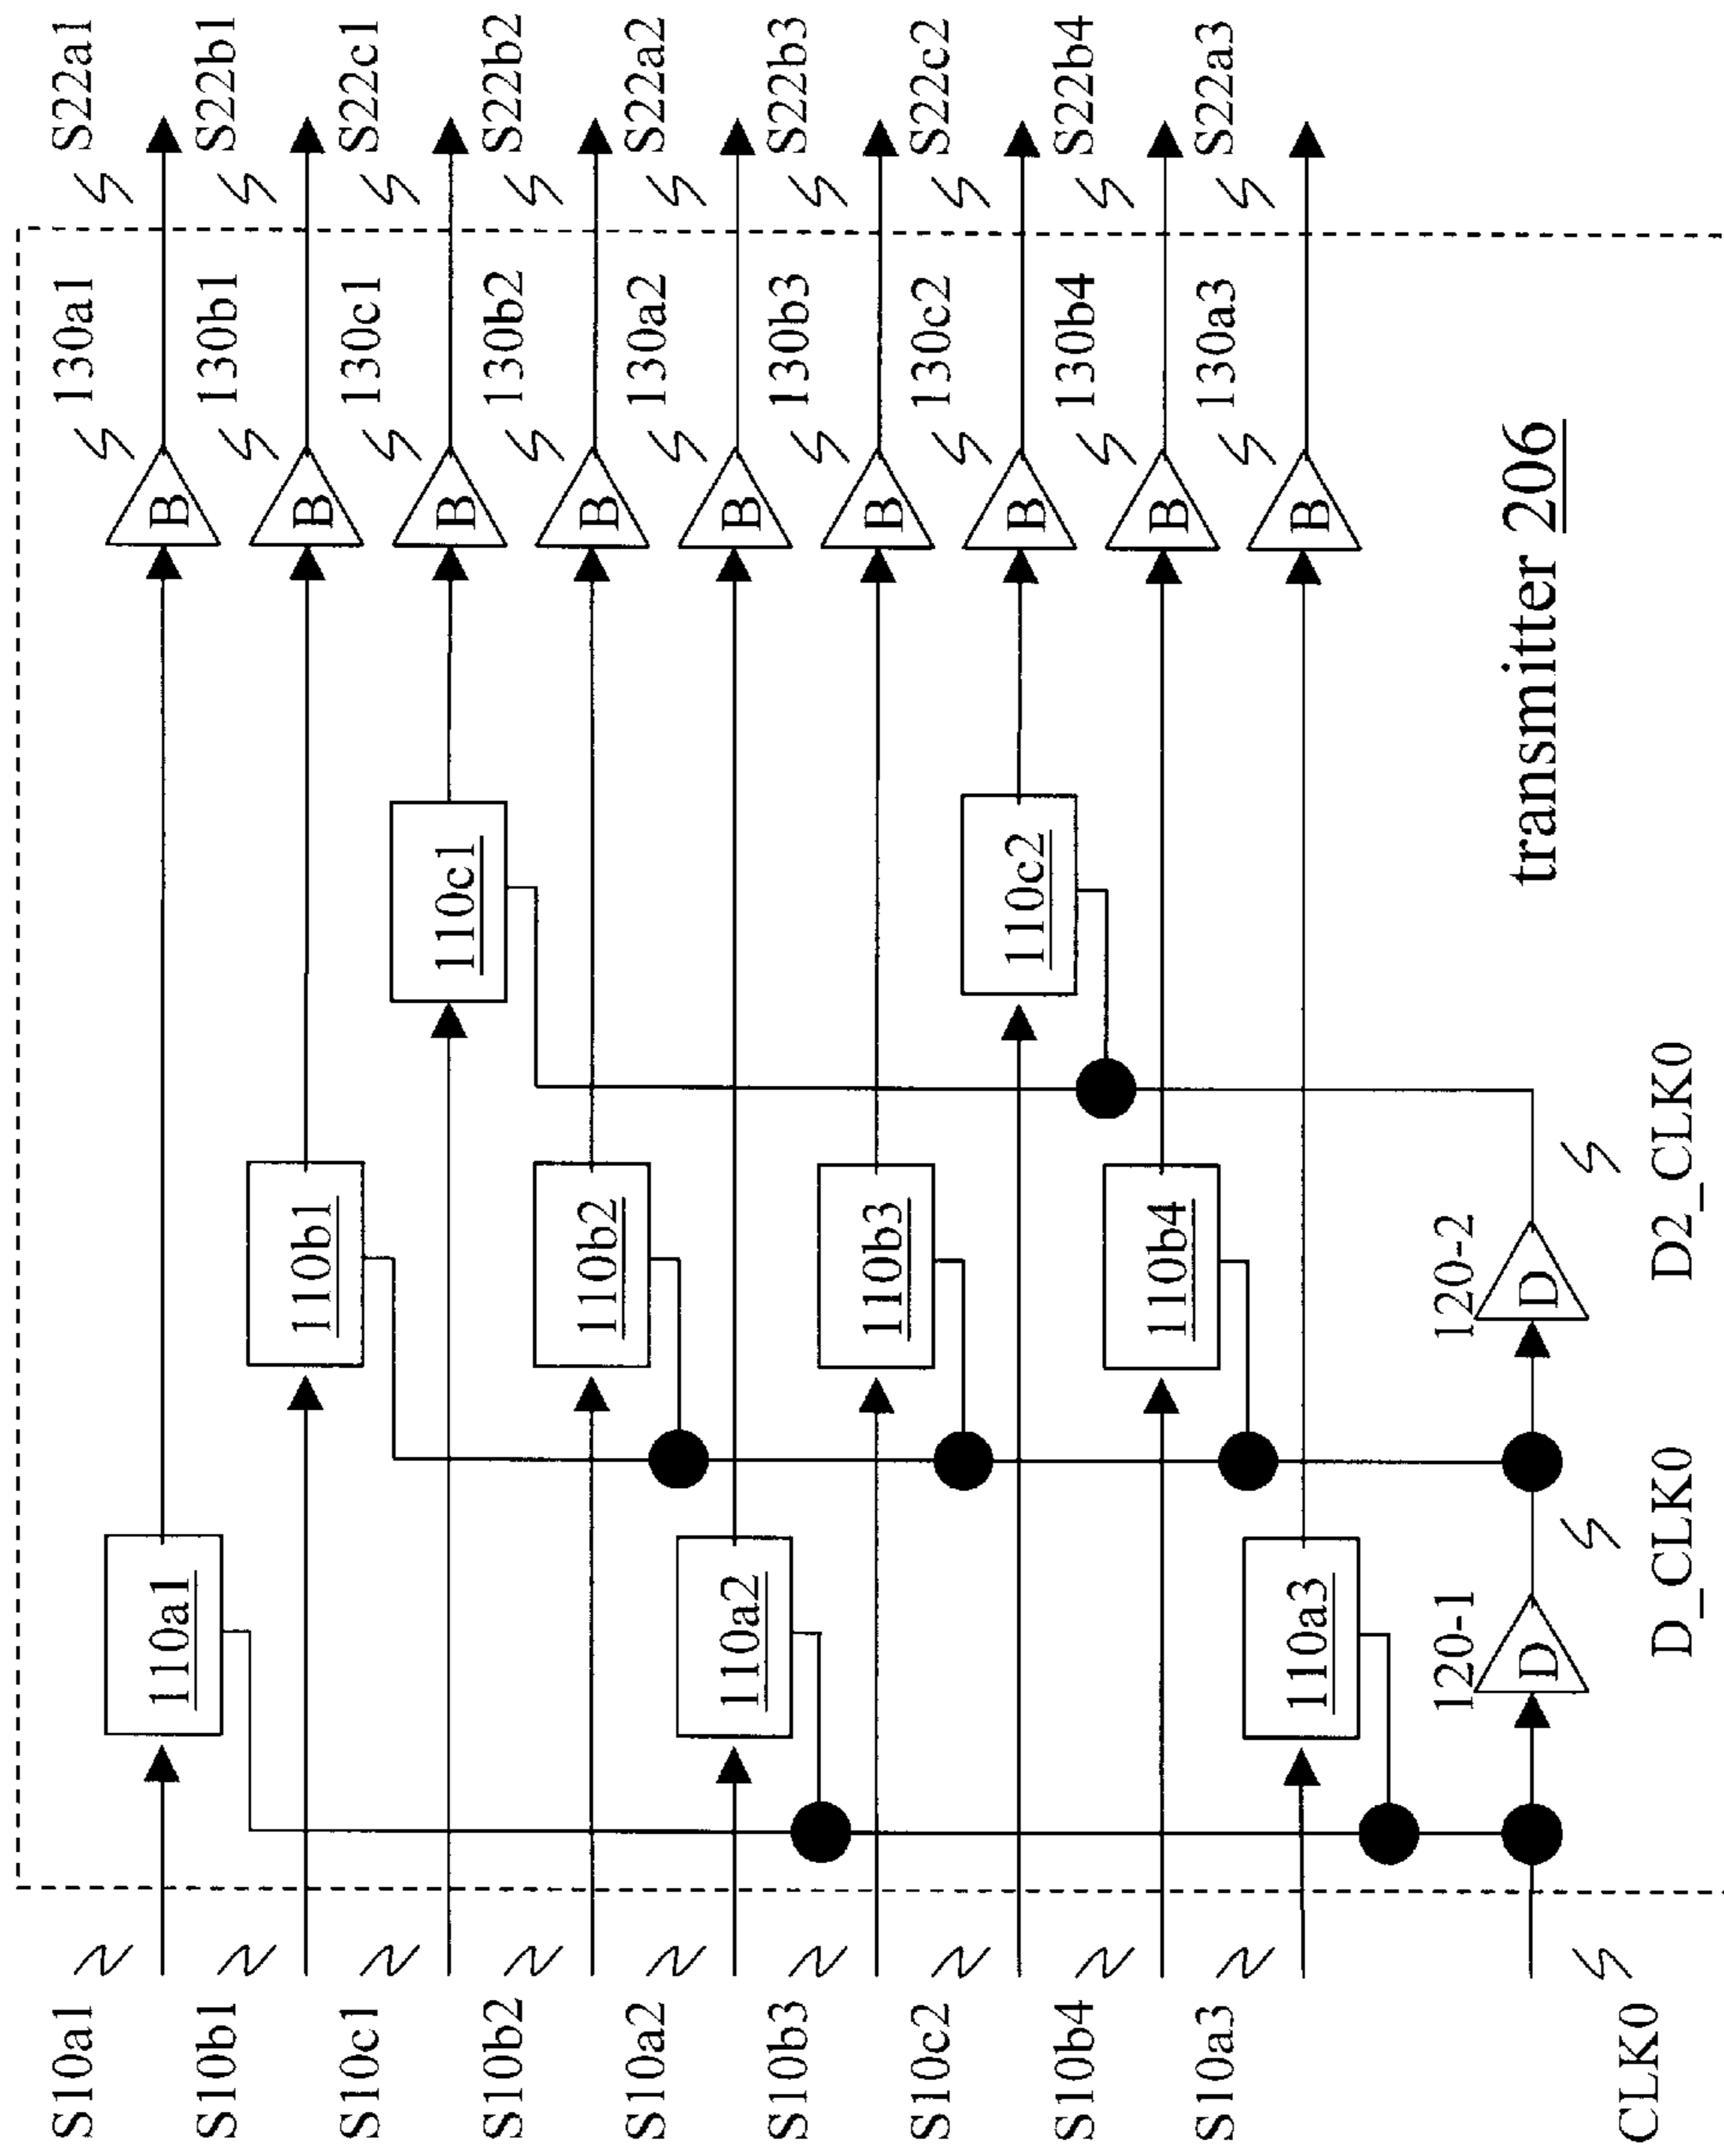 S10a1
S10b1
S10c1
S10b2
S10a2
S10b3
S10c2
S10b4
S10a3
CLK0
110a1
110a2
110a3
120-1
D
D_CLK0
110b1
110b2
110b3
110b4
120-2
D
D2_CLK0
110c1
110c2
B
B
B
B
B
B
B
B
B
130a1
130b1
130c1
130b2
130a2
130b3
130c2
130b4
130a3
S22a1
S22b1
S22c1
S22b2
S22a2
S22b3
S22c2
S22b4
S22a3
transmitter 206